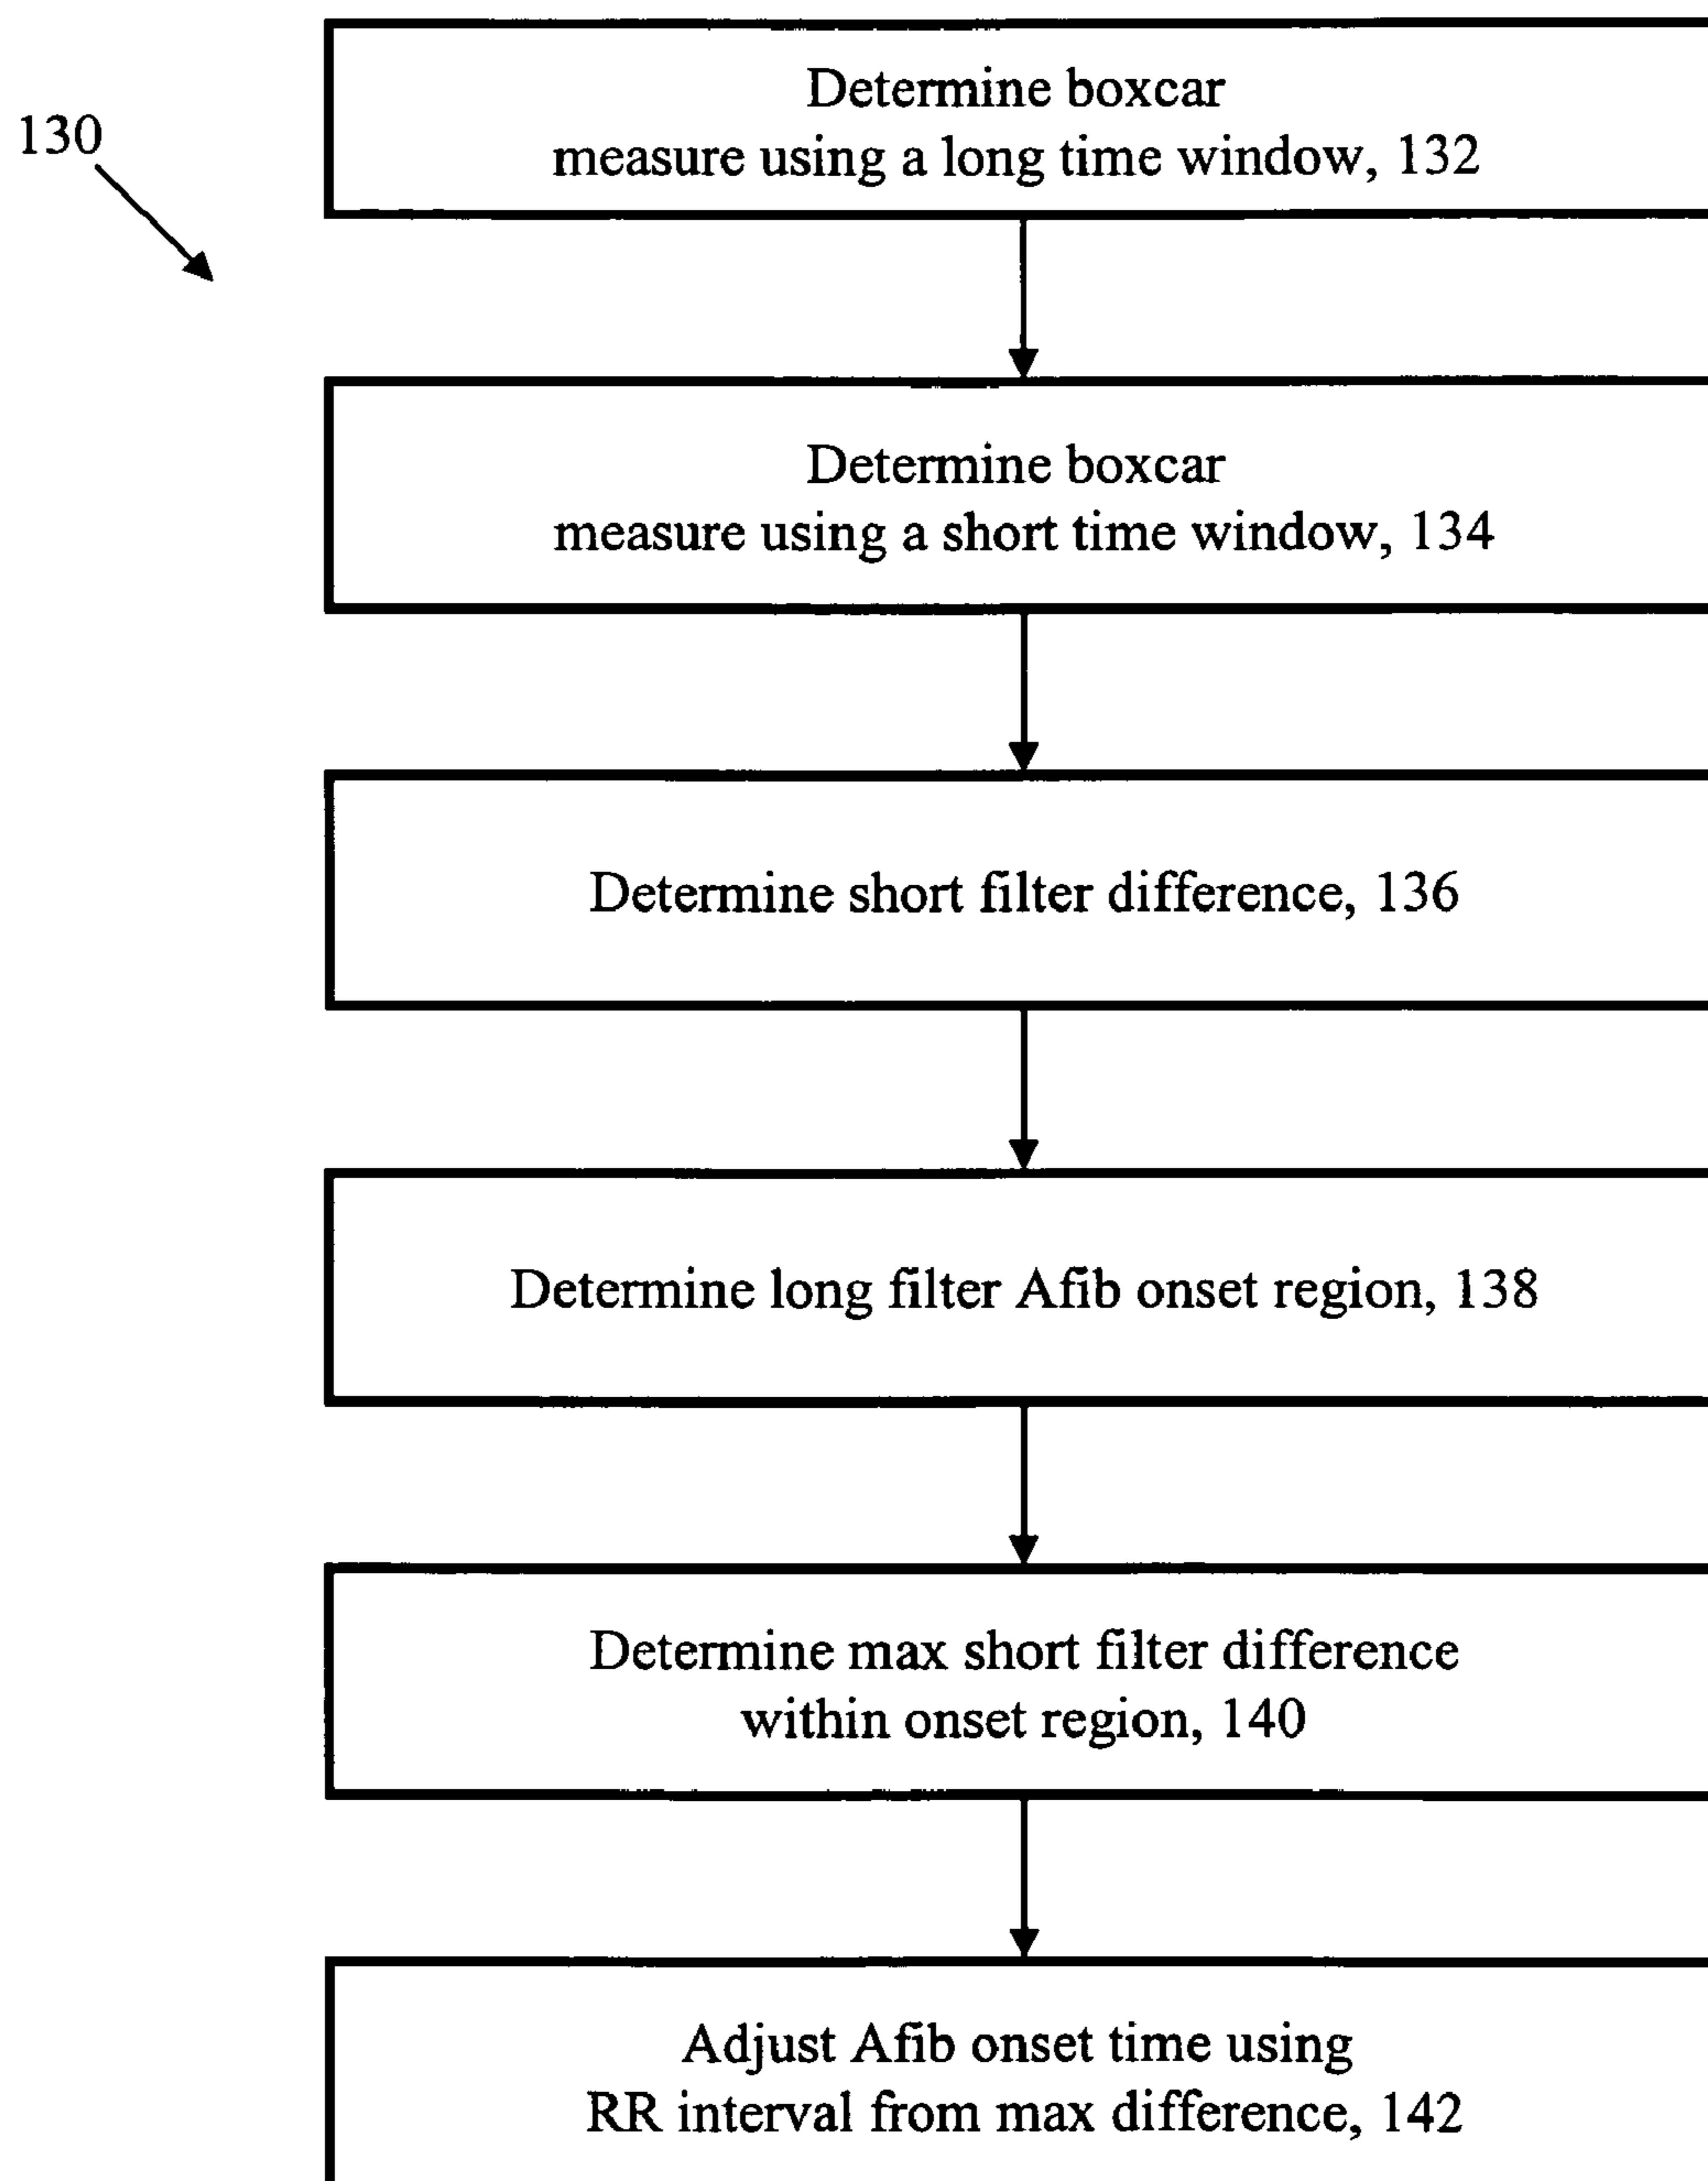 130
Determine boxcar
measure using a long time window, 132
Determine boxcar
measure using a short time window, 134
Determine short filter difference, 136
Determine long filter Afib onset region, 138
Determine max short filter difference
within onset region, 140
Adjust Afib onset time using
RR interval from max difference, 142